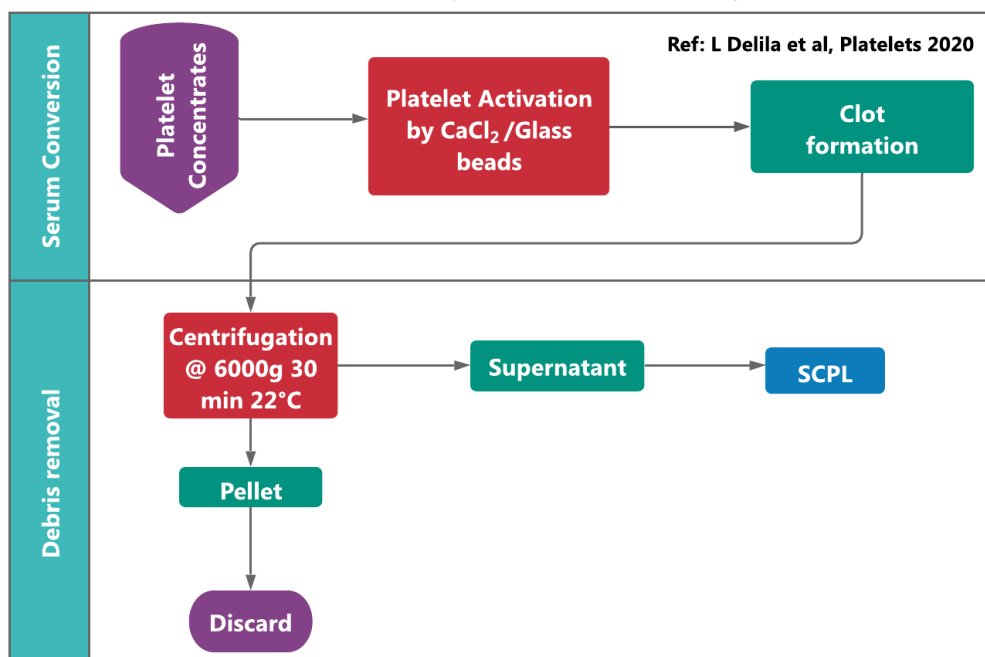 Serum Conversion
Platelet
Concentrates
Ref: L Delila et al, Platelets 2020
Platelet Activation
by CaCl₂ /Glass
beads
Clot
formation
Debris removal
Centrifugation
@ 6000g 30
min 22°C
Supernatant
SCPL
Pellet
Discard